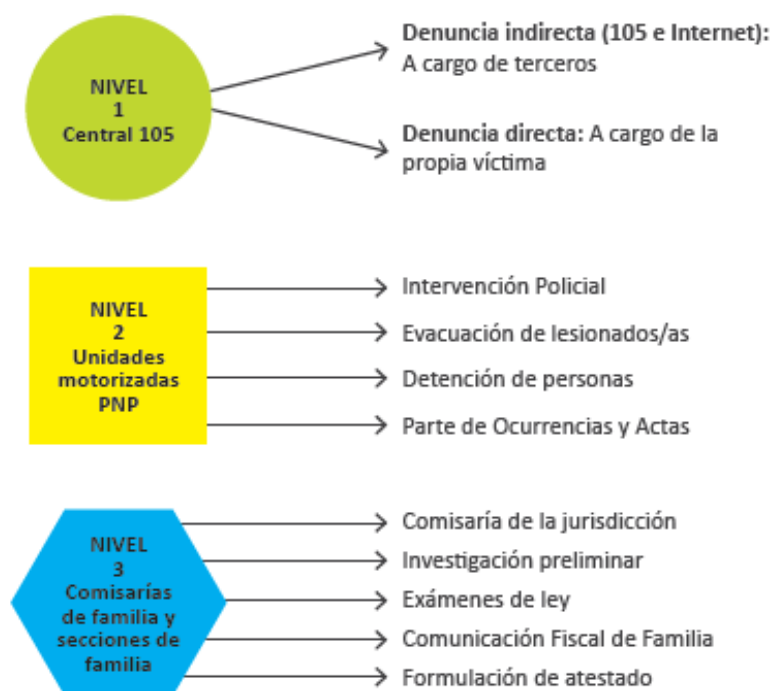 NIVEL
1
Central 105
Denuncia indirecta (105 e Internet):
A cargo de terceros
Denuncia directa: A cargo de la
propia víctima
NIVEL
2
Unidades
motorizadas
PNP
Intervención Policial
Evacuación de lesionados/as
Detención de personas
Parte de Ocurrencias y Actas
NIVEL
3
Comisarías
de familia y
secciones de
familia
Comisaría de la jurisdicción
Investigación preliminar
Exámenes de ley
Comunicación Fiscal de Familia
Formulación de atestado